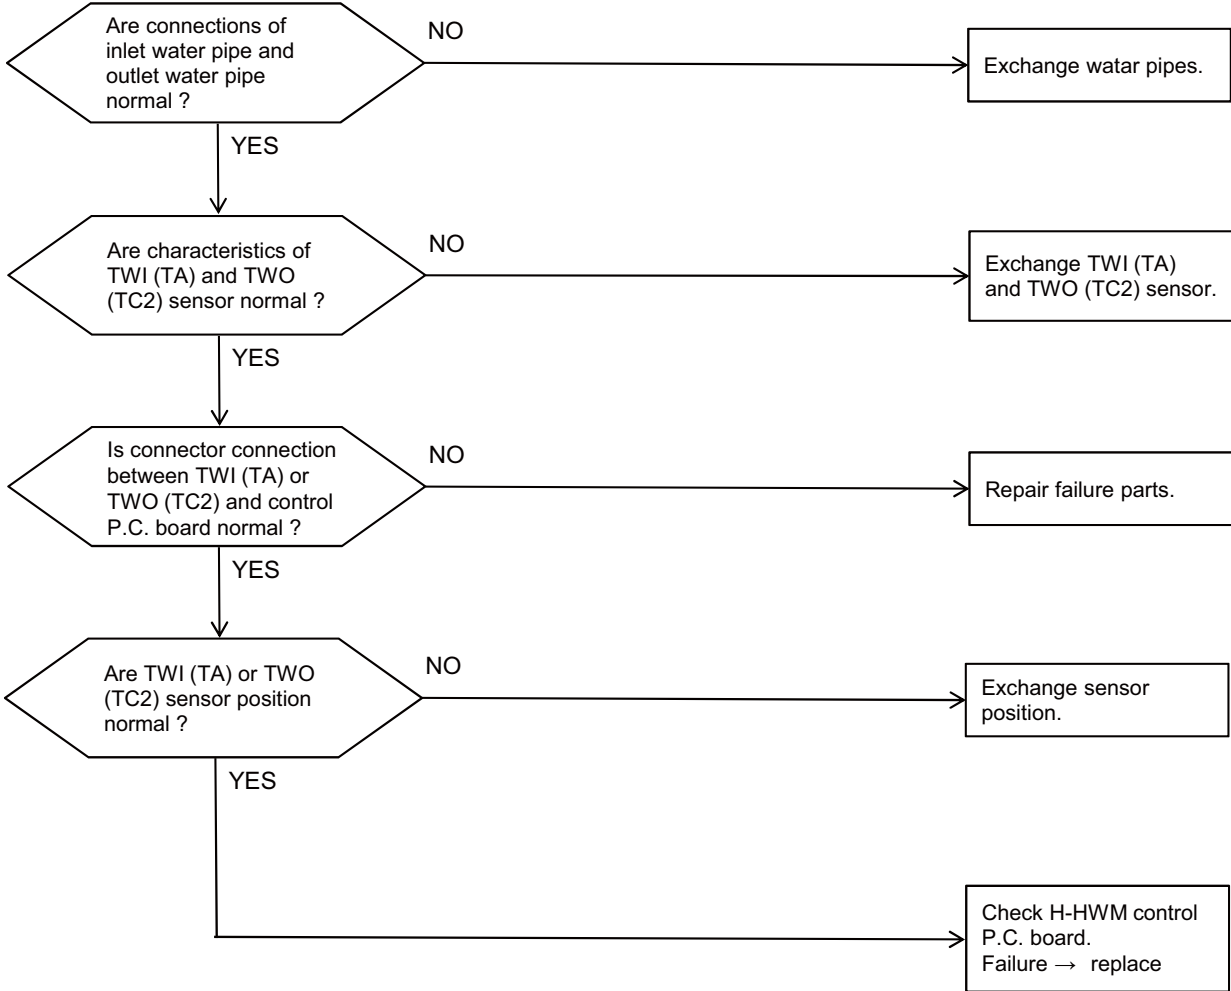 Are connections of
inlet water pipe and
outlet water pipe
normal ?
NO
Exchange watar pipes.
YES
Are characteristics of
TWI (TA) and TWO
(TC2) sensor normal ?
NO
Exchange TWI (TA)
and TWO (TC2) sensor.
YES
Is connector connection
between TWI (TA) or
TWO (TC2) and control
P.C. board normal ?
NO
Repair failure parts.
YES
Are TWI (TA) or TWO
(TC2) sensor position
normal ?
NO
Exchange sensor
position.
YES
Check H-HWM control
P.C. board.
Failure → replace